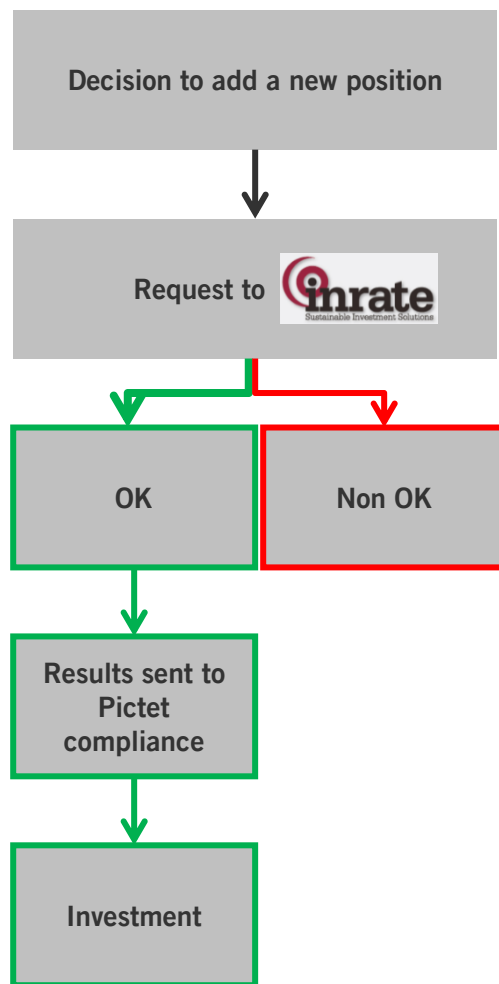 Decision to add a new position
Request to inrate
Sustainable Investment Solutions
OK
Non OK
Results sent to
Pictet
compliance
Investment